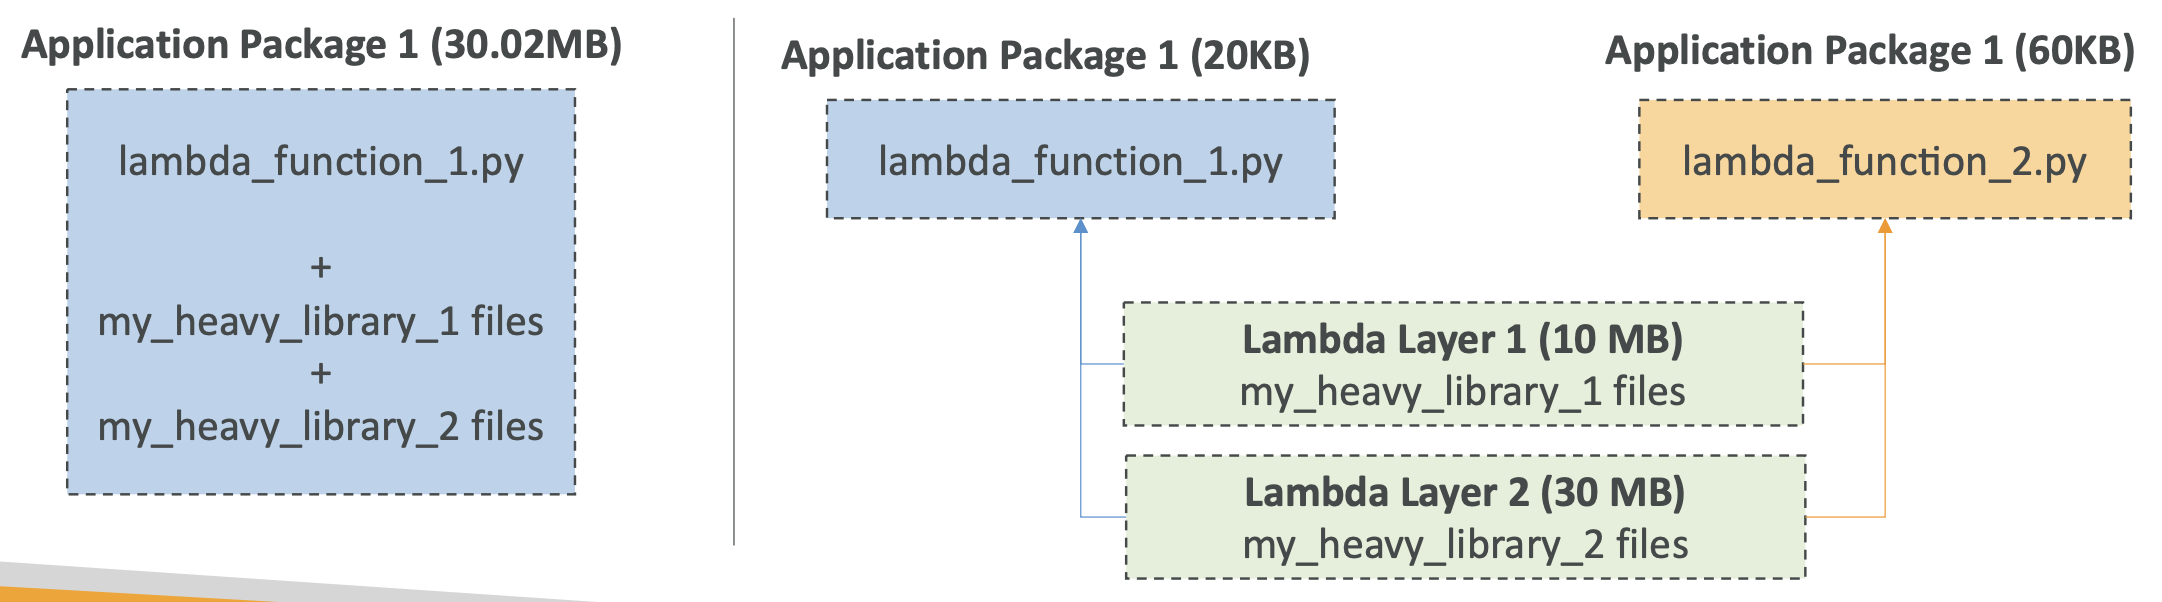 Application Package 1 (30.02MB)
lambda_function_1.py
+
my_heavy_library_1 files
+
my_heavy_library_2 files
Application Package 1 (20KB)
lambda_function_1.py
Application Package 1 (60KB)
lambda_function_2.py
Lambda Layer 1 (10 MB)
my_heavy_library_1 files
Lambda Layer 2 (30 MB)
my_heavy_library_2 files